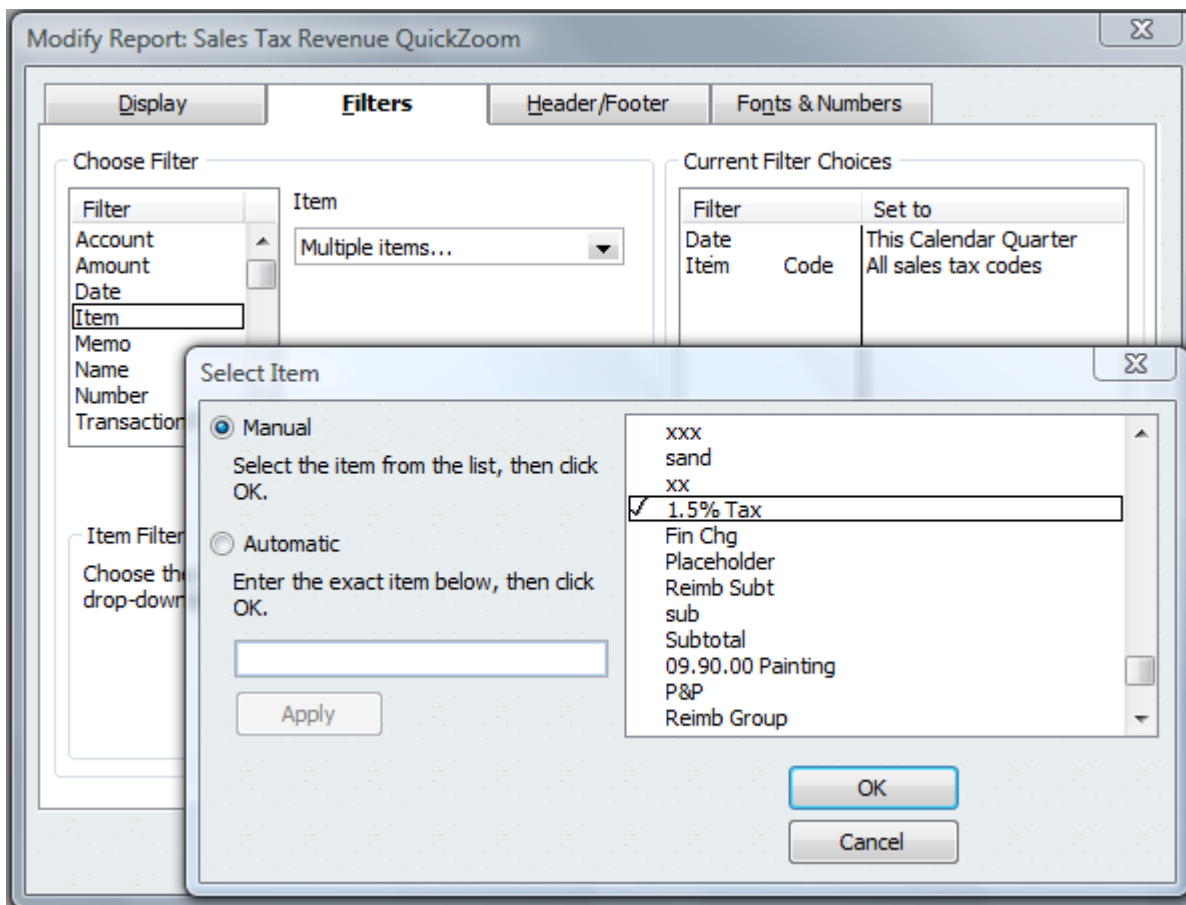 Modify Report: Sales Tax Revenue QuickZoom
Display
Filters
Header/Footer
Fonts & Numbers
Choose Filter
Filter
Account
Amount
Date
Item
Memo
Name
Number
Transaction
Item
Multiple items...
Current Filter Choices
Filter Set to
Date This Calendar Quarter
Item Code All sales tax codes
Item Filter
Choose the
drop-down
Select Item
Manual
Select the item from the list, then click
OK.
Automatic
Enter the exact item below, then click
OK.
Apply
xxx
sand
xx
1.5% Tax
Fin Chg
Placeholder
Reimb Subt
sub
Subtotal
09.90.00 Painting
P&P
Reimb Group
OK
Cancel